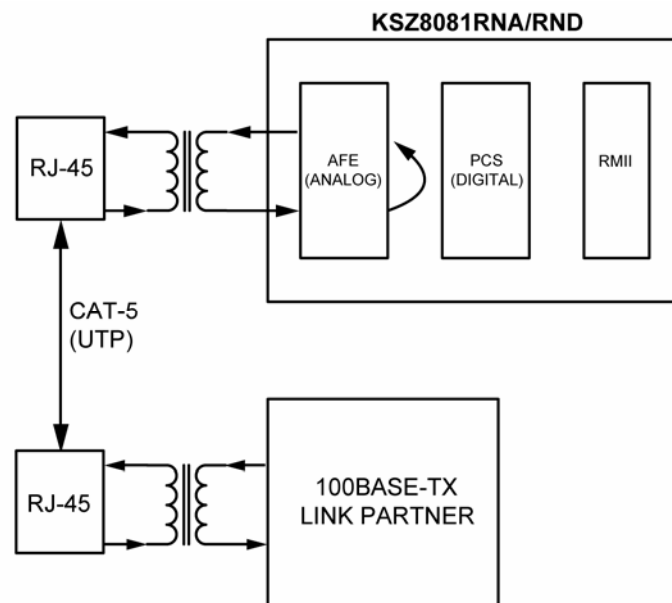 KSZ8081RNA/RND
RJ-45
AFE
(ANALOG)
PCS
(DIGITAL)
RMII
CAT-5
(UTP)
RJ-45
100BASE-TX
LINK PARTNER